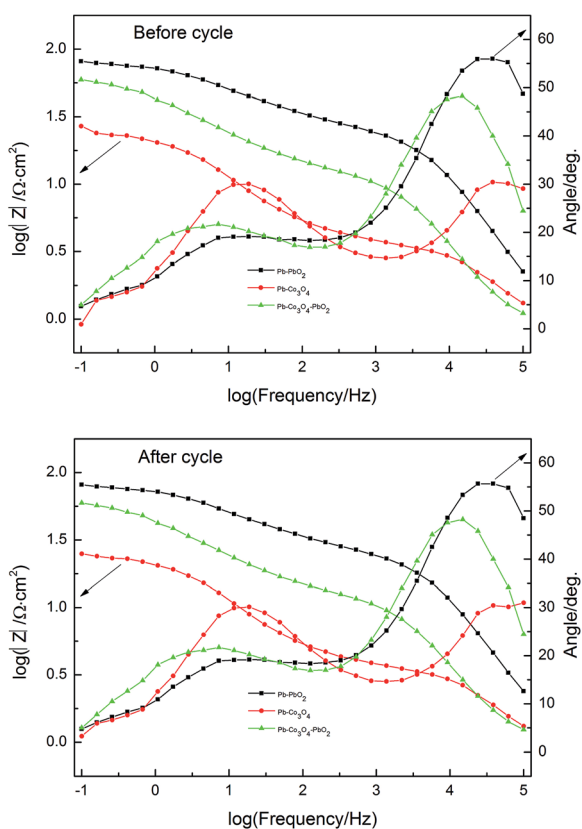 Before cycle
log(|Z|/Ω·cm²)
2.0
1.5
1.0
0.5
0.0
60
50
40
30
20
10
0
Angle/deg.
Pb-PbO₂
Pb-Co₃O₄
Pb-Co₃O₄-PbO₂
-1 0 1 2 3 4 5
log(Frequency/Hz)
After cycle
log(|Z|/Ω·cm²)
2.0
1.5
1.0
0.5
0.0
60
50
40
30
20
10
0
Angle/deg.
Pb-PbO₂
Pb-Co₃O₄
Pb-Co₃O₄-PbO₂
-1 0 1 2 3 4 5
log(Frequency/Hz)